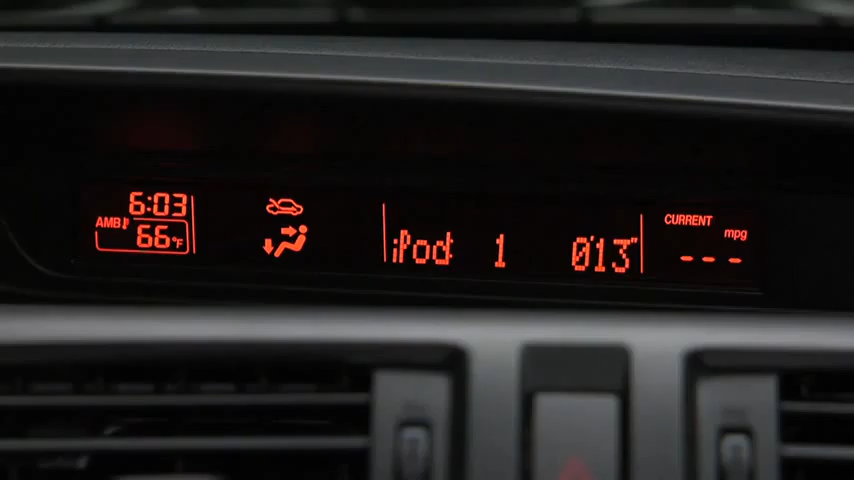 6:03
AMB 66°F
iPod 1 0'13"
CURRENT
mpg
---